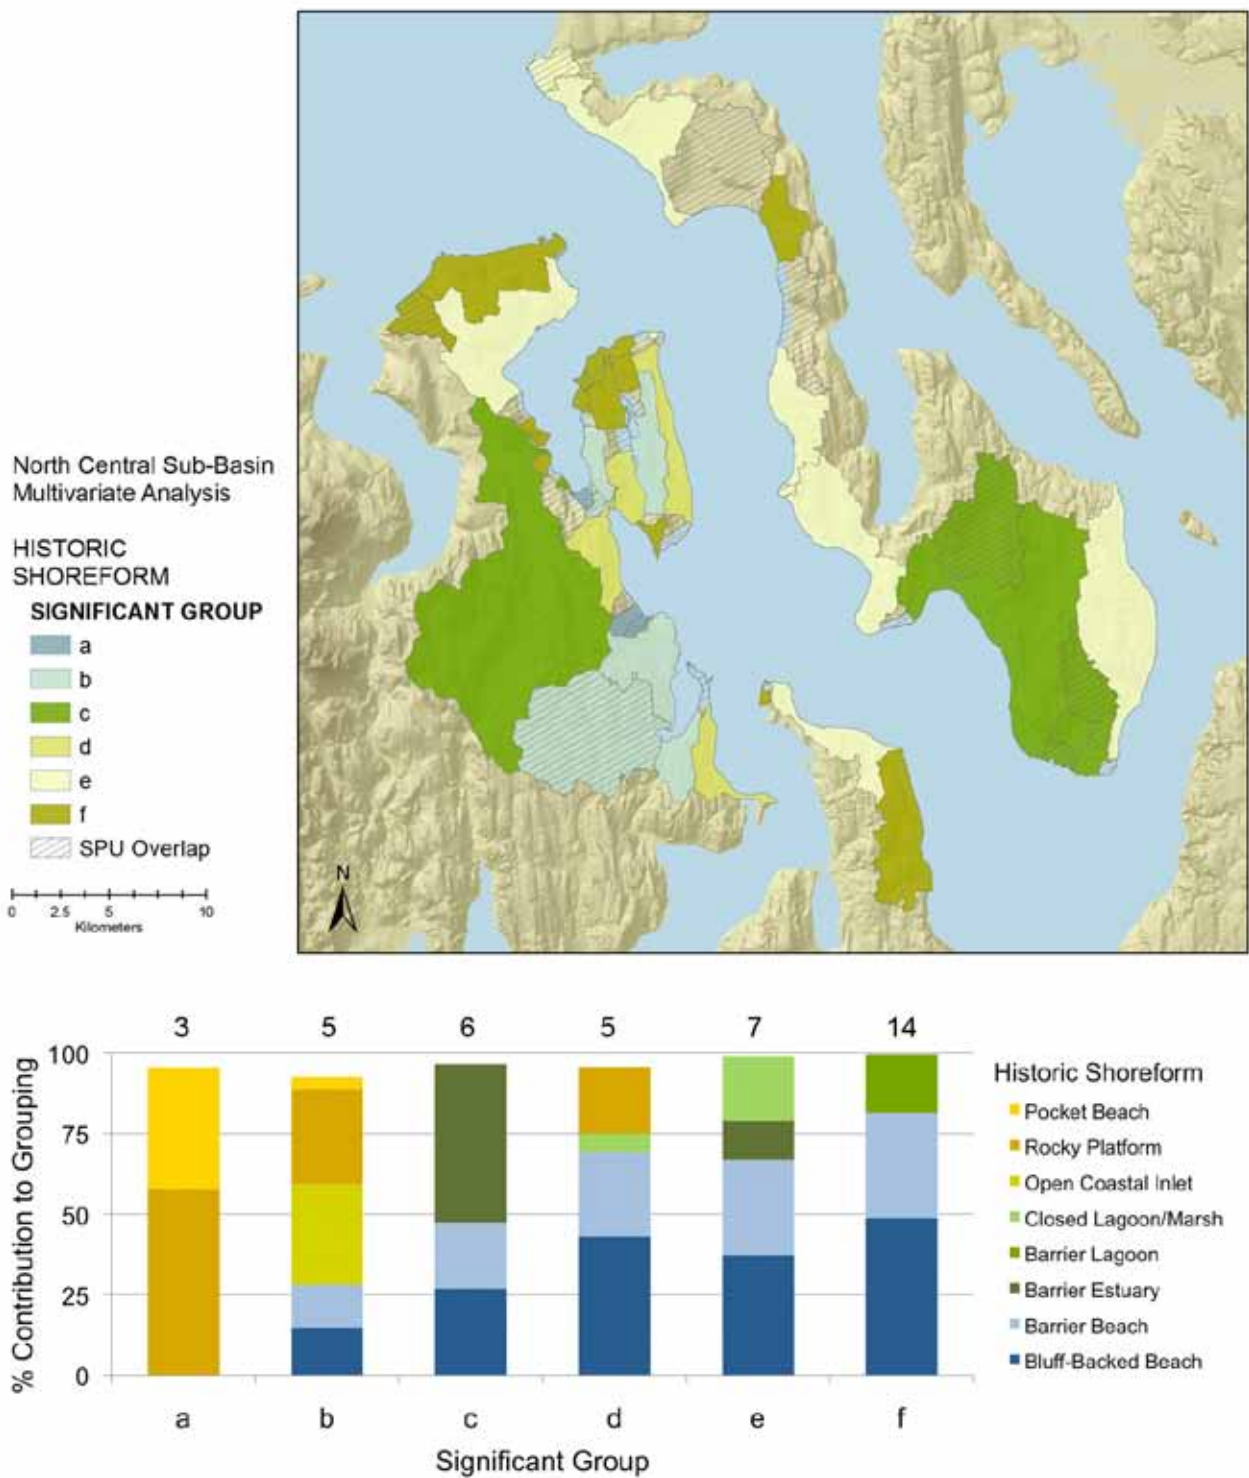 North Central Sub-Basin
Multivariate Analysis
HISTORIC
SHOREFORM
SIGNIFICANT GROUP
a
b
c
d
e
f
SPU Overlap
N
0 2.5 5 10
Kilometers
3 5 6 5 7 14
% Contribution to Grouping
100
75
50
25
0
a b c d e f
Significant Group
Historic Shoreform
Pocket Beach
Rocky Platform
Open Coastal Inlet
Closed Lagoon/Marsh
Barrier Lagoon
Barrier Estuary
Barrier Beach
Bluff-Backed Beach